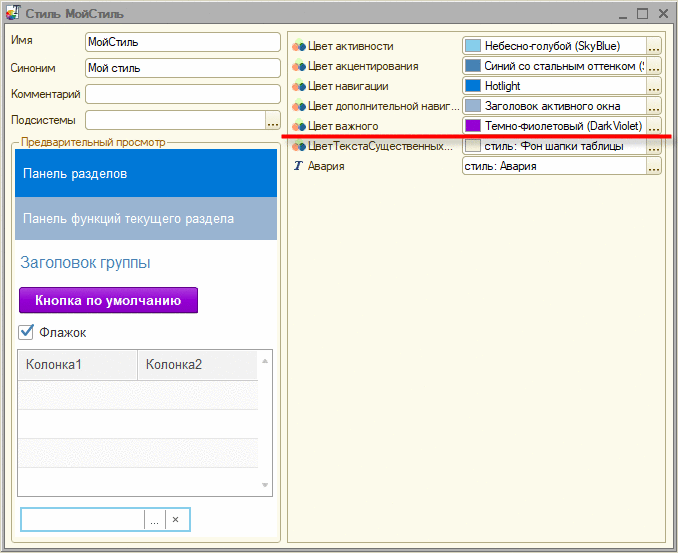 Стиль МойСтиль
Имя
МойСтиль
Синоним
Мой стиль
Комментарий
Подсистемы
...
Предварительный просмотр
Панель разделов
Панель функций текущего раздела
Заголовок группы
Кнопка по умолчанию
Флажок
Колонка1 Колонка2
... ×
Цвет активности Небесно-голубой (SkyBlue) ...
Цвет акцентирования Синий со стальным оттенком (S ...
Цвет навигации Hotlight ...
Цвет дополнительной навиг... Заголовок активного окна ...
Цвет важного Темно-фиолетовый (DarkViolet) ...
ЦветТекстаСущественных... стиль: Фон шапки таблицы ...
Авария стиль: Авария ...